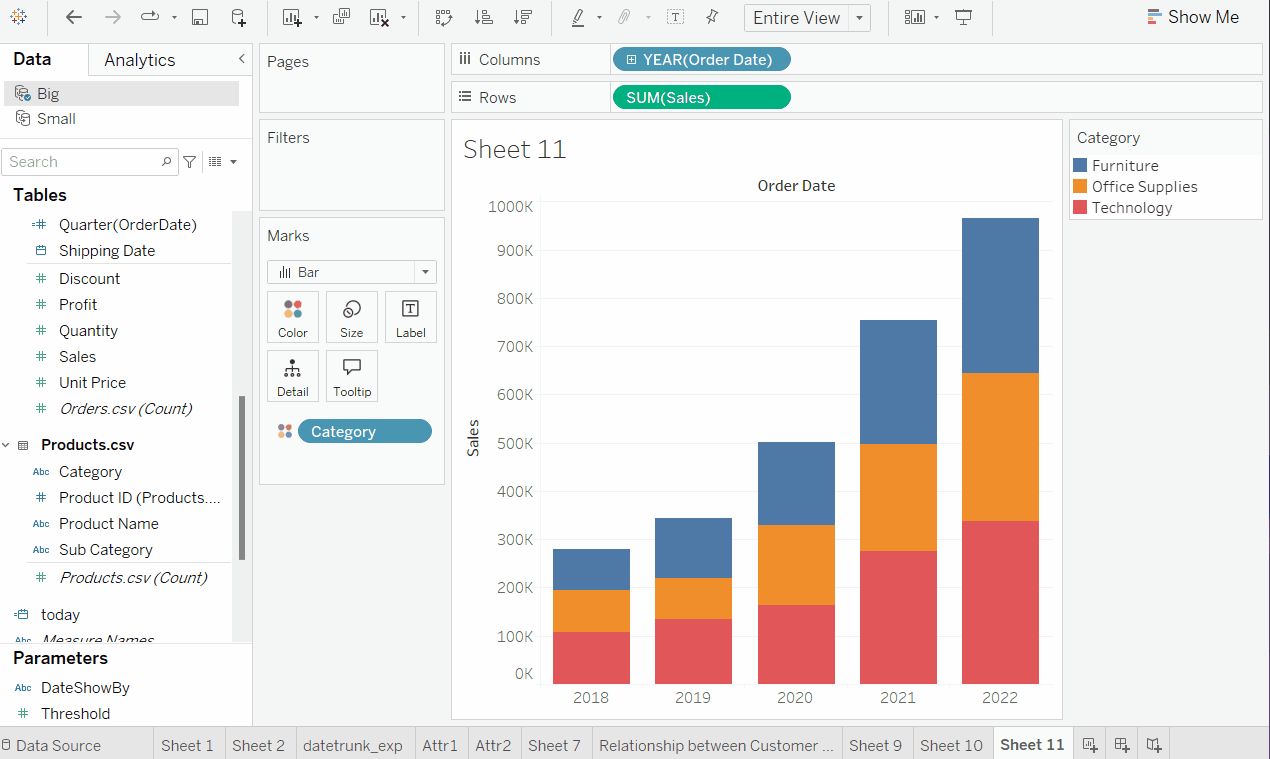 Entire View
Show Me
Data
Analytics
Big
Small
Search
Tables
Quarter(OrderDate)
Shipping Date
Discount
Profit
Quantity
Sales
Unit Price
Orders.csv (Count)
Products.csv
Abc Category
Product ID (Products....
Abc Product Name
Abc Sub Category
Products.csv (Count)
today
Abc Measure Names
Parameters
Abc DateShowBy
Threshold
Pages
Filters
Marks
Bar
Color Size Label
Detail Tooltip
Category
Columns YEAR(Order Date)
Rows SUM(Sales)
Sheet 11
Order Date
Sales
1000K
900K
800K
700K
600K
500K
400K
300K
200K
100K
0K
2018 2019 2020 2021 2022
Category
Furniture
Office Supplies
Technology
Data Source Sheet 1 Sheet 2 datetrunk_exp Attr1 Attr2 Sheet 7 Relationship between Customer ... Sheet 9 Sheet 10 Sheet 11